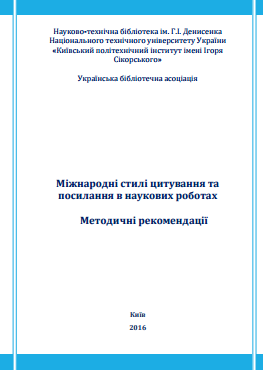 Науково-технічна бібліотека ім. Г.І. Денисенка
Національного технічного університету України
«Київський політехнічний інститут імені Ігоря
Сікорського»
Українська бібліотечна асоціація
Міжнародні стилі цитування та
посилання в наукових роботах
Методичні рекомендації
Київ
2016